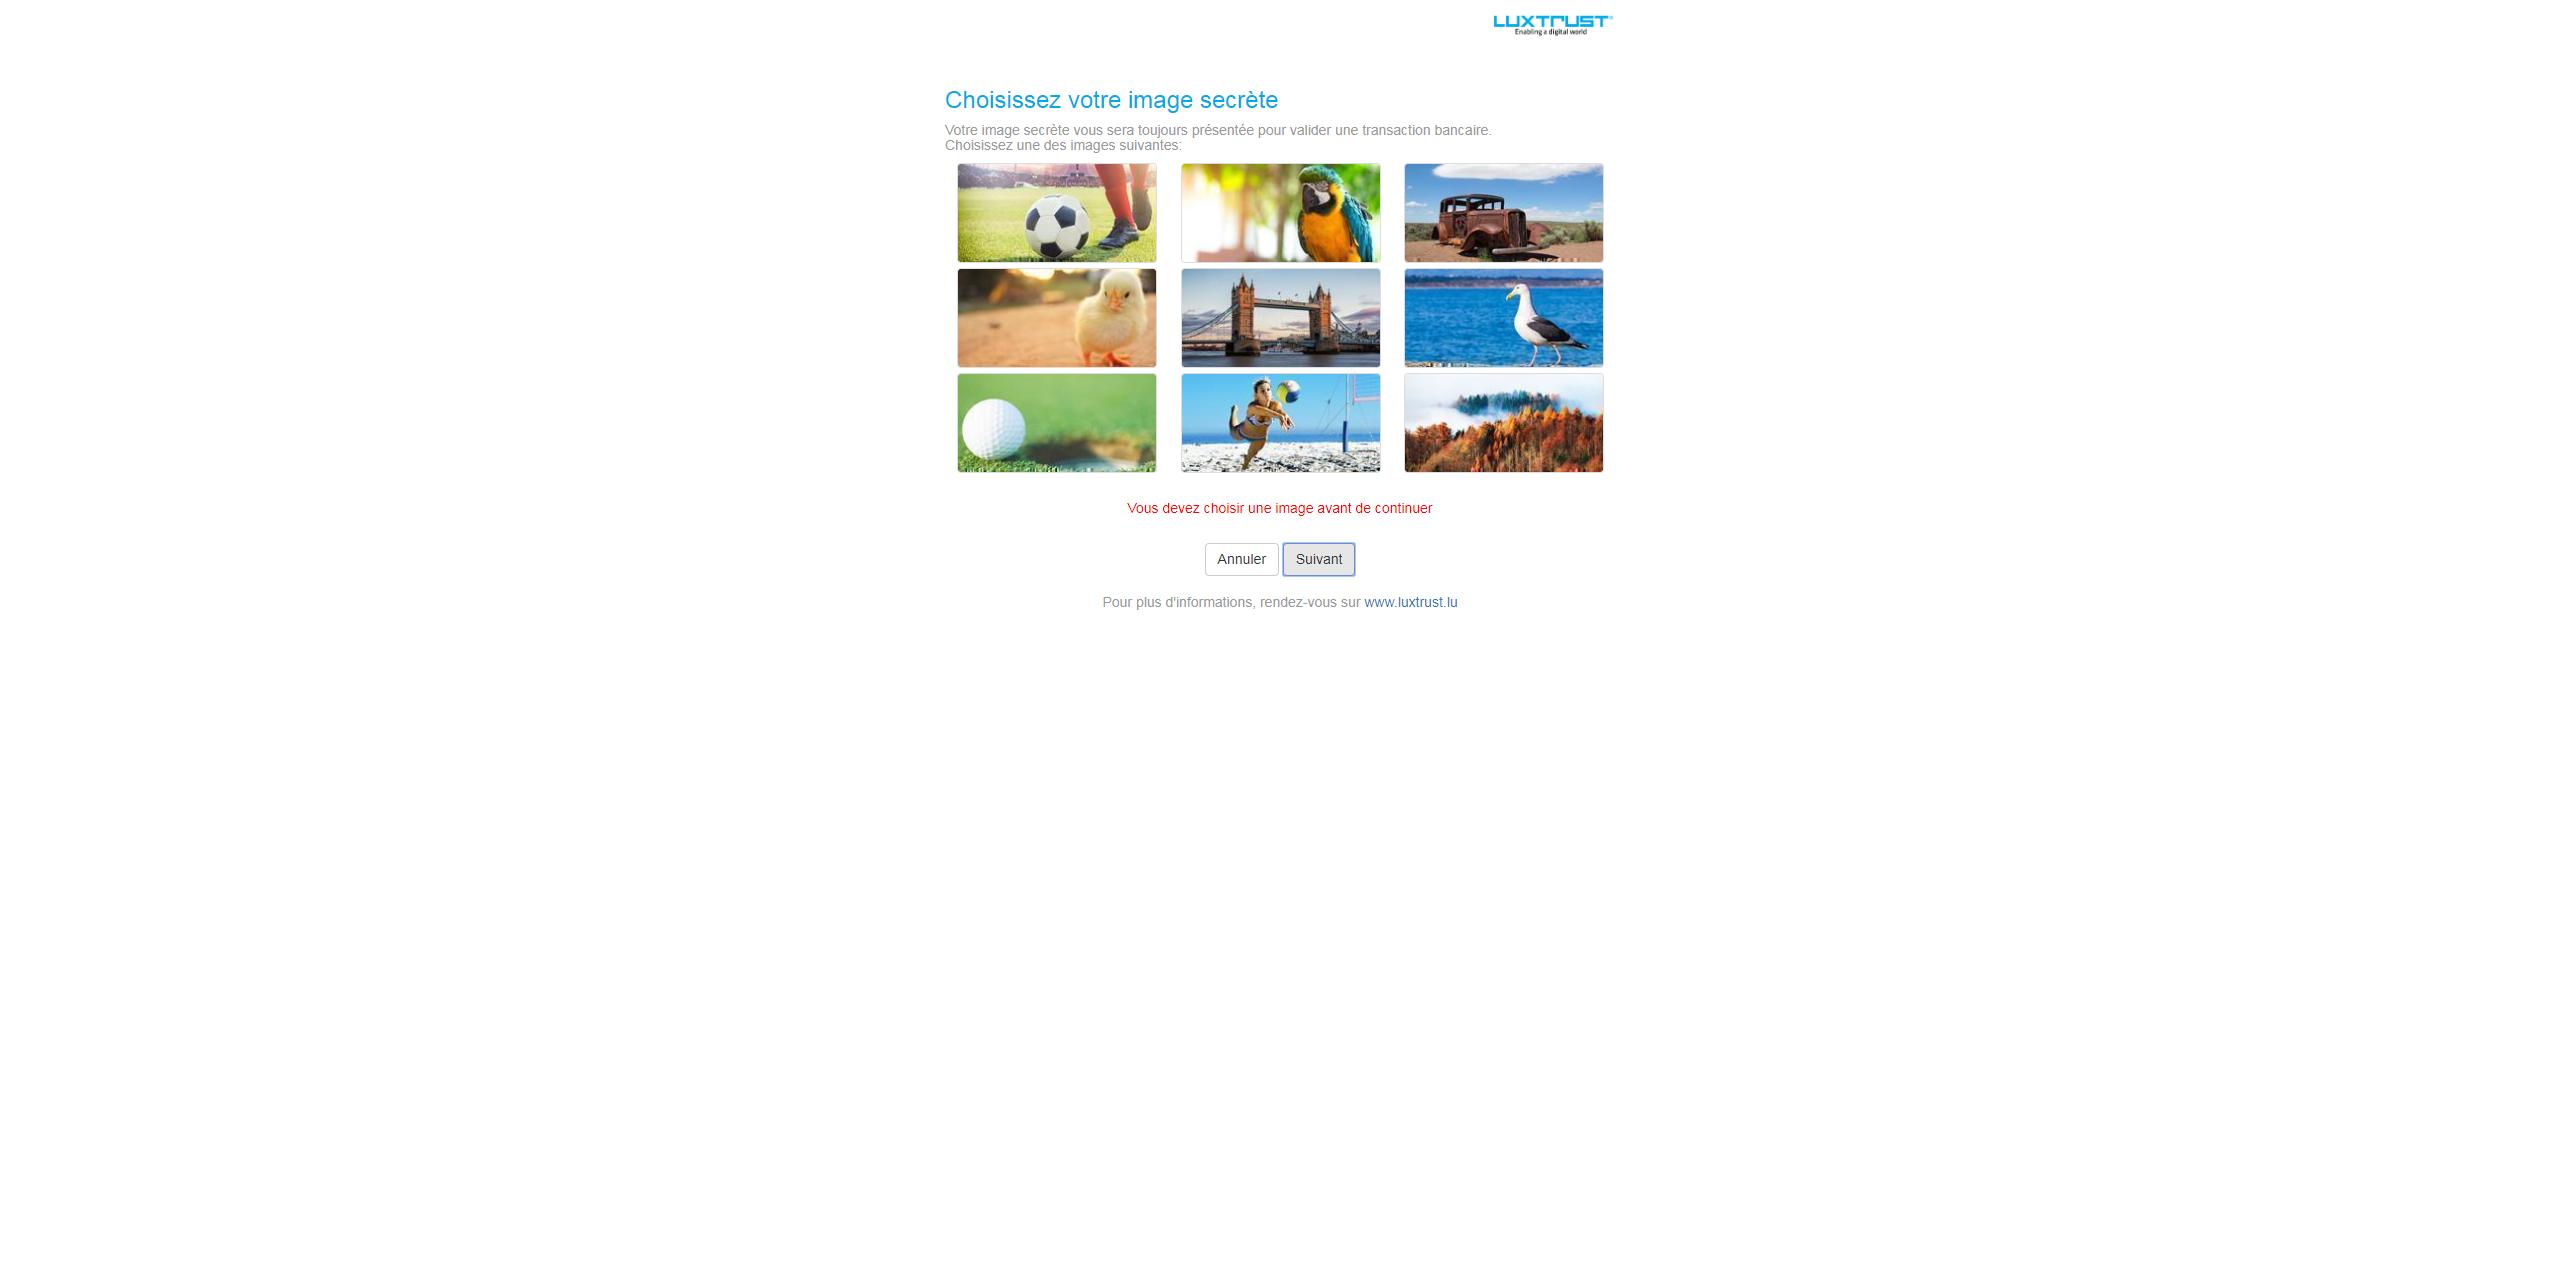 LUXTRUST
Enabling a digital world
Choisissez votre image secrète
Votre image secrète vous sera toujours présentée pour valider une transaction bancaire.
Choisissez une des images suivantes:
Vous devez choisir une image avant de continuer
Annuler Suivant
Pour plus d'informations, rendez-vous sur www.luxtrust.lu